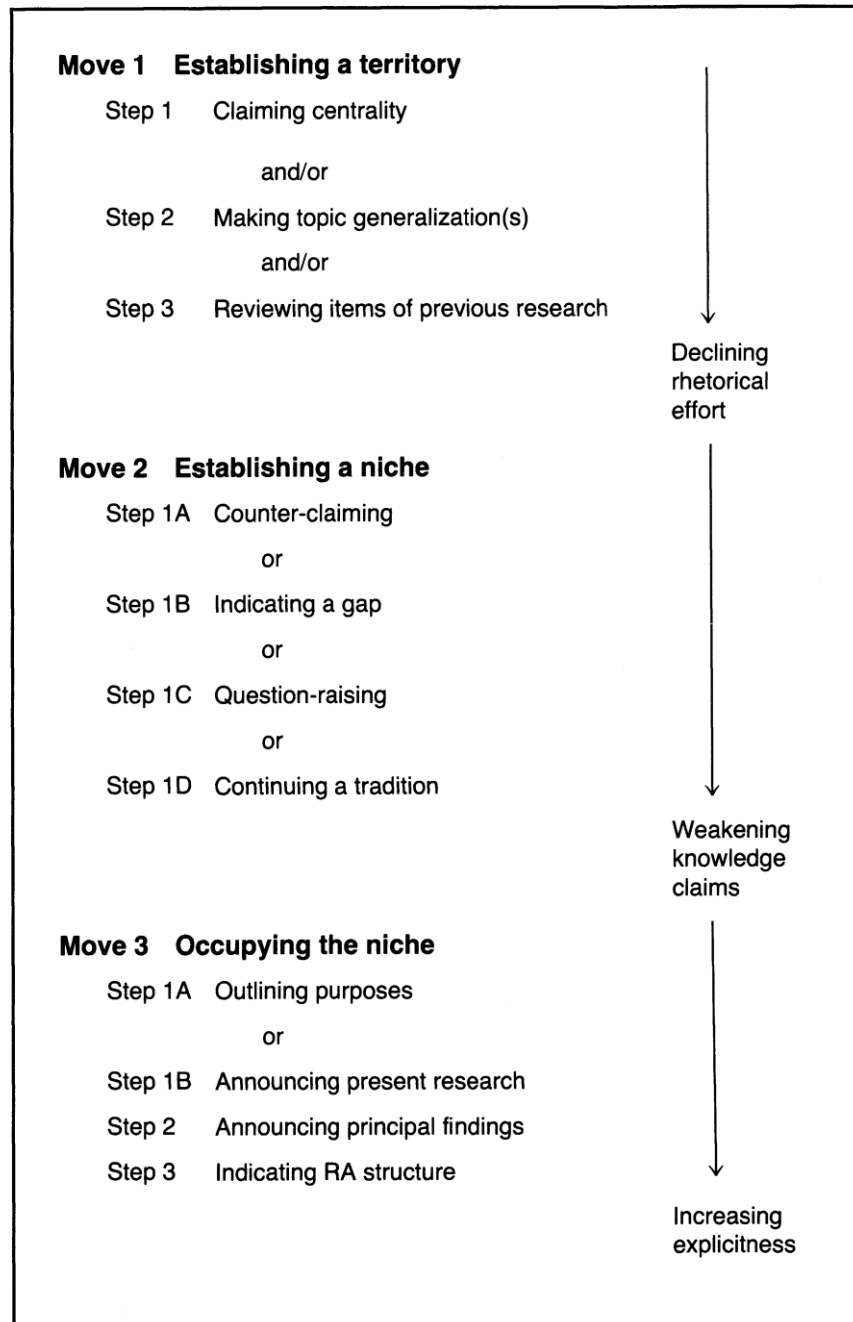 Move 1 Establishing a territory
Step 1 Claiming centrality
and/or
Step 2 Making topic generalization(s)
and/or
Step 3 Reviewing items of previous research
Declining
rhetorical
effort
Move 2 Establishing a niche
Step 1A Counter-claiming
or
Step 1B Indicating a gap
or
Step 1C Question-raising
or
Step 1D Continuing a tradition
Weakening
knowledge
claims
Move 3 Occupying the niche
Step 1A Outlining purposes
or
Step 1B Announcing present research
Step 2 Announcing principal findings
Step 3 Indicating RA structure
Increasing
explicitness